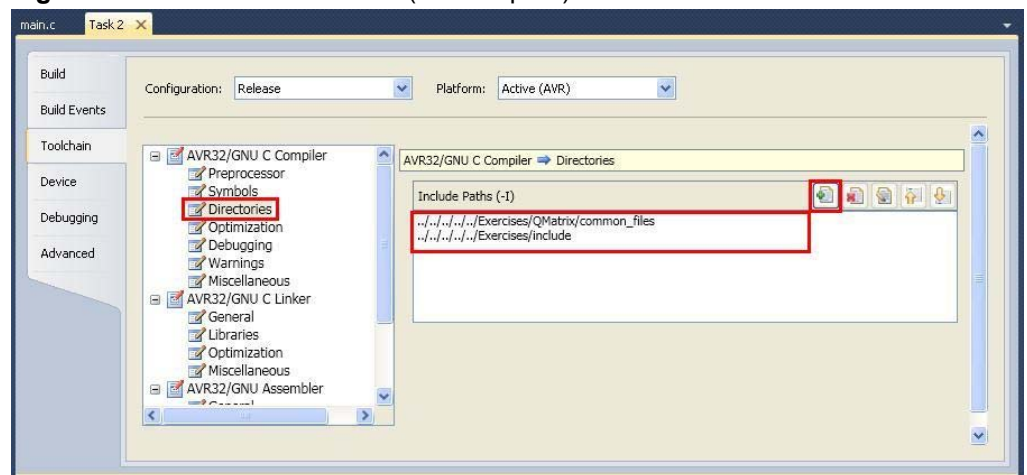 main.c Task 2
Build
Build Events
Toolchain
Device
Debugging
Advanced
Configuration: Release Platform: Active (AVR)
AVR32/GNU C Compiler
Preprocessor
Symbols
Directories
Optimization
Debugging
Warnings
Miscellaneous
AVR32/GNU C Linker
General
Libraries
Optimization
Miscellaneous
AVR32/GNU Assembler
AVR32/GNU C Compiler Directories
Include Paths (-I)
../../../../../Exercises/QMatrix/common_files
../../../../../Exercises/include